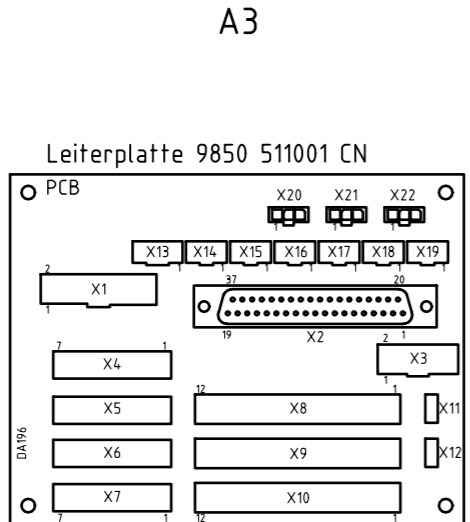 A3
Leiterplatte 9850 511001 CN
PCB
X20 X21 X22
1 1 1
X13 X14 X15 X16 X17 X18 X19
1 1 1 1 1 1 1
2
X1
1
37 20
19 X2 1
2
X3
1
7 1
X4
12 1
X5 X8 X11
DA196
X6 X9 X12
X7 X10
7 1 12 1